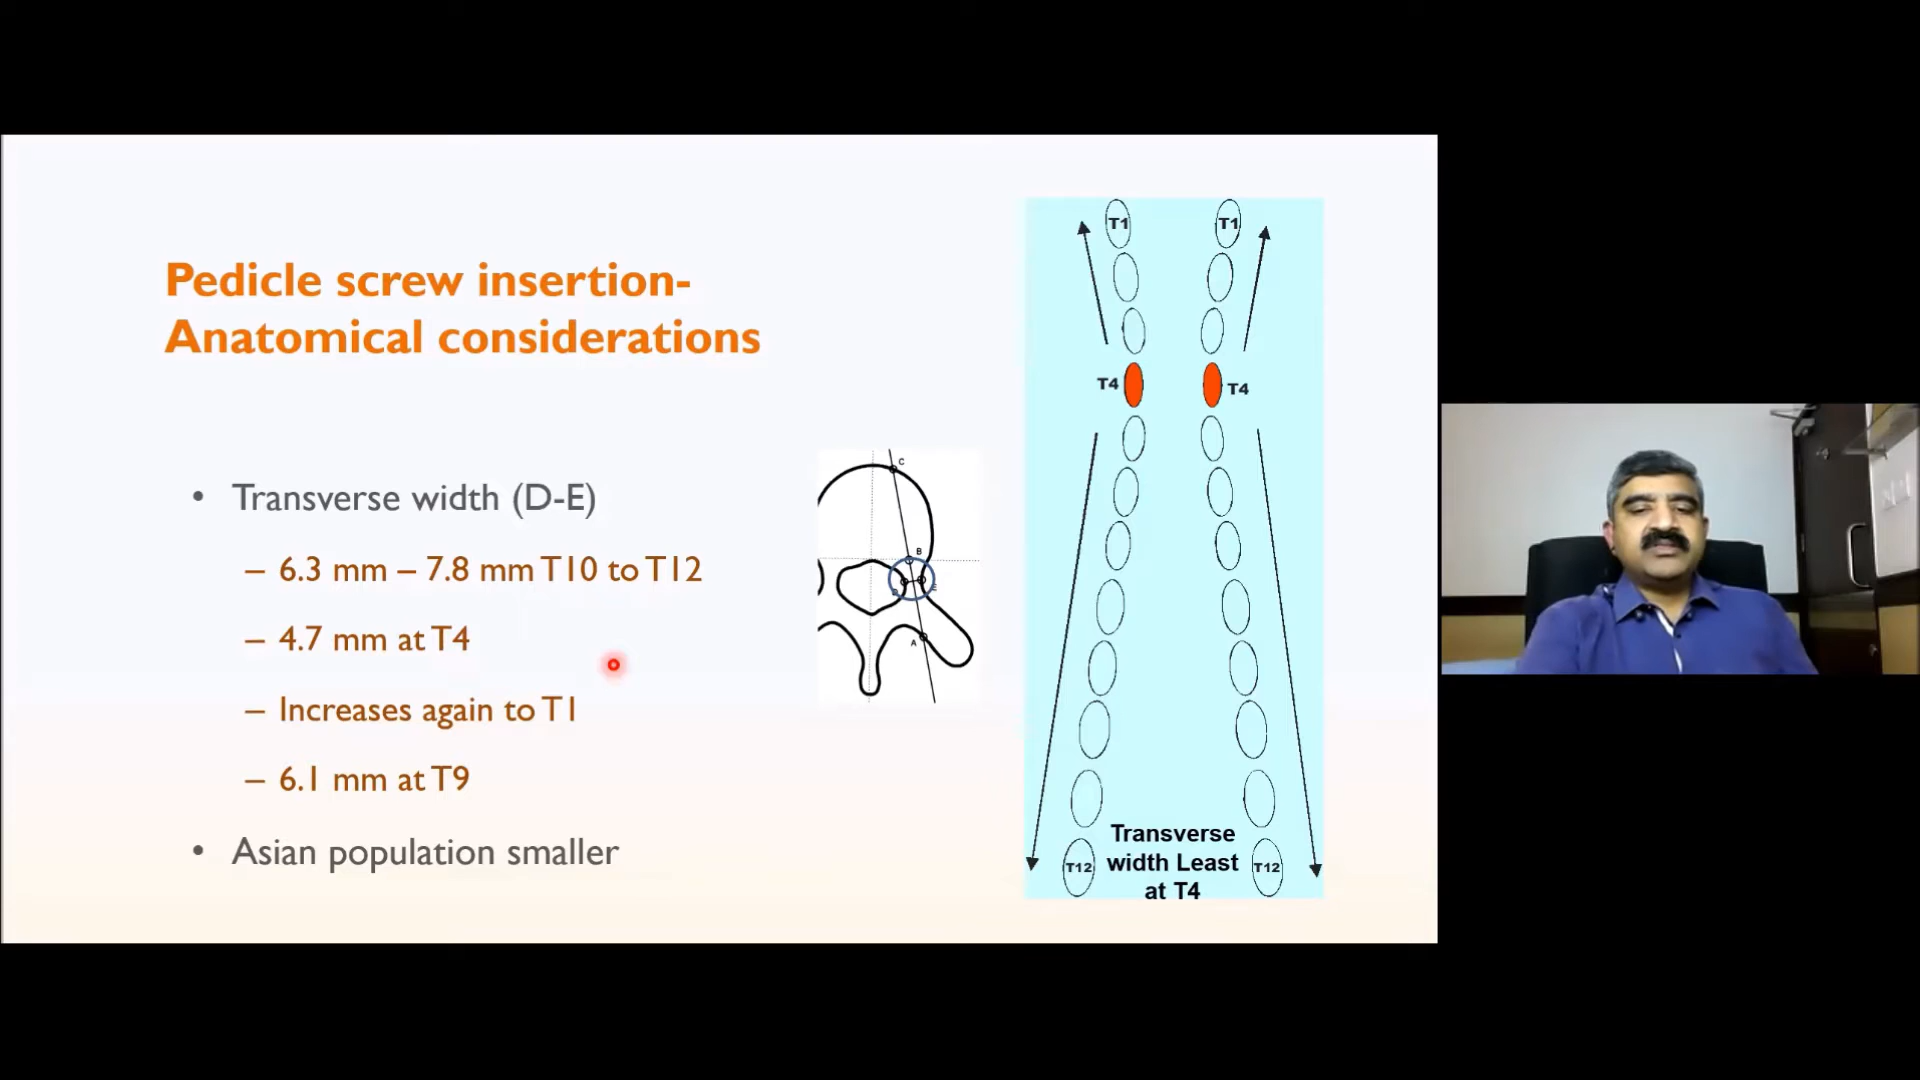 Pedicle screw insertion-
Anatomical considerations
• Transverse width (D-E)
– 6.3 mm – 7.8 mm T10 to T12
– 4.7 mm at T4
– Increases again to T1
– 6.1 mm at T9
• Asian population smaller
C
B
D
E
A
T1
T1
T4
T4
Transverse
width Least
at T4
T12
T12